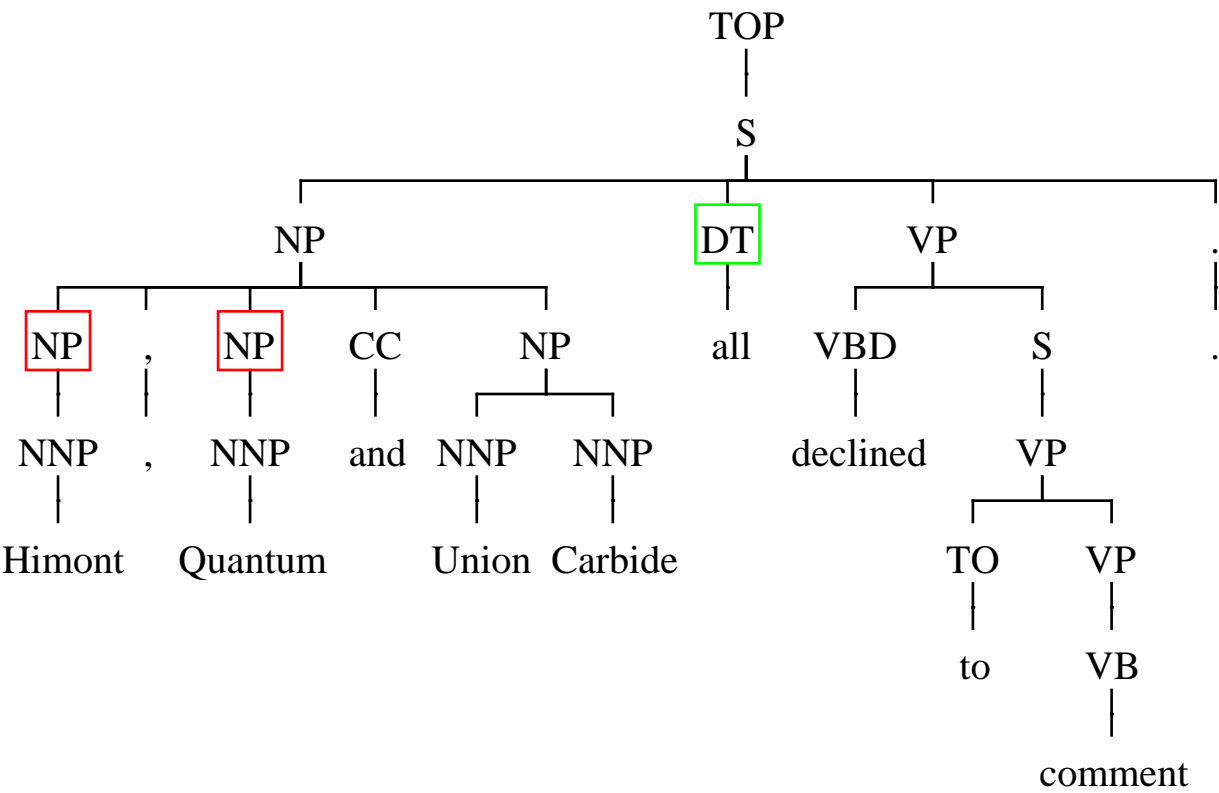 TOP
S
NP DT VP .
NP , NP CC NP all VBD S .
NNP , NNP and NNP NNP declined VP
Himont Quantum Union Carbide TO VP
to VB
comment